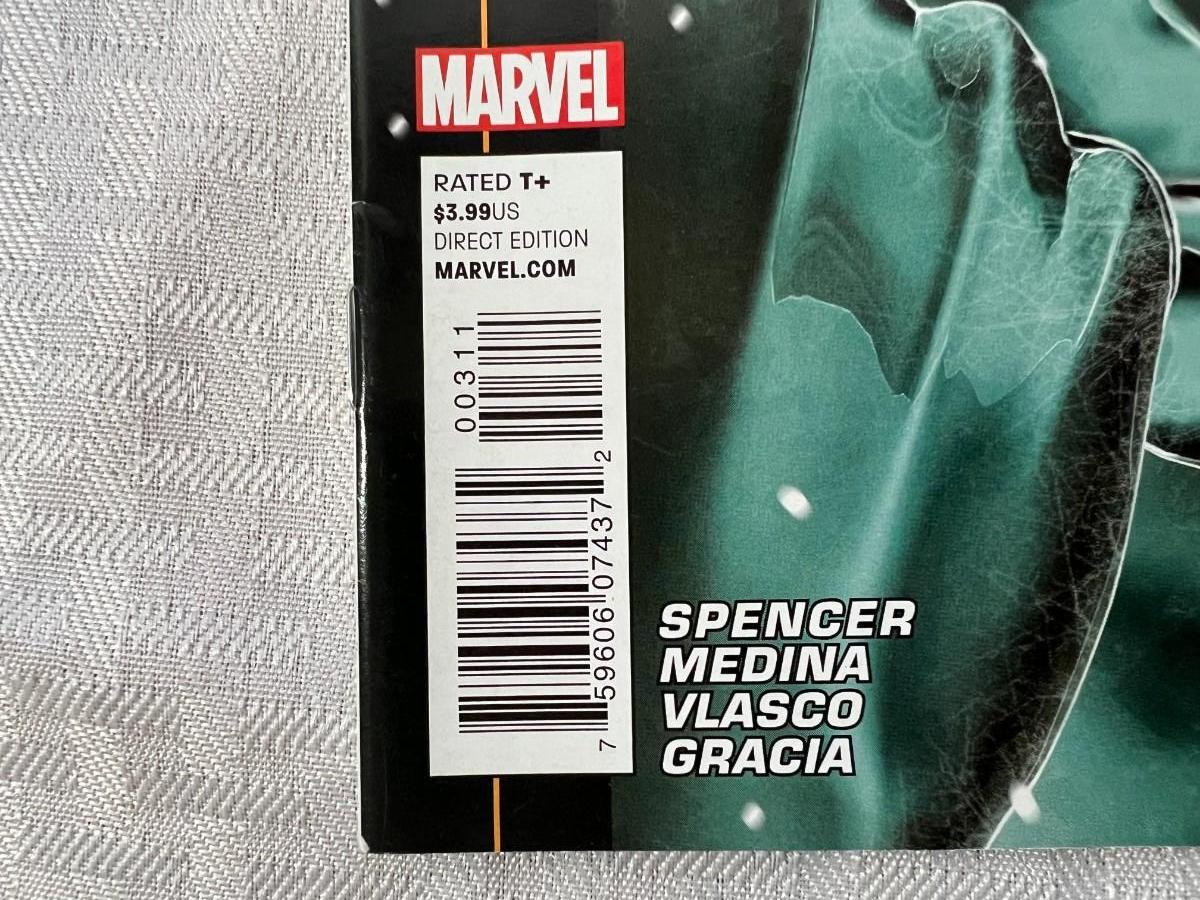 MARVEL
RATED T+
$3.99US
DIRECT EDITION
MARVEL.COM
00311
7 59606 07437 2
SPENCER
MEDINA
VLASCO
GRACIA